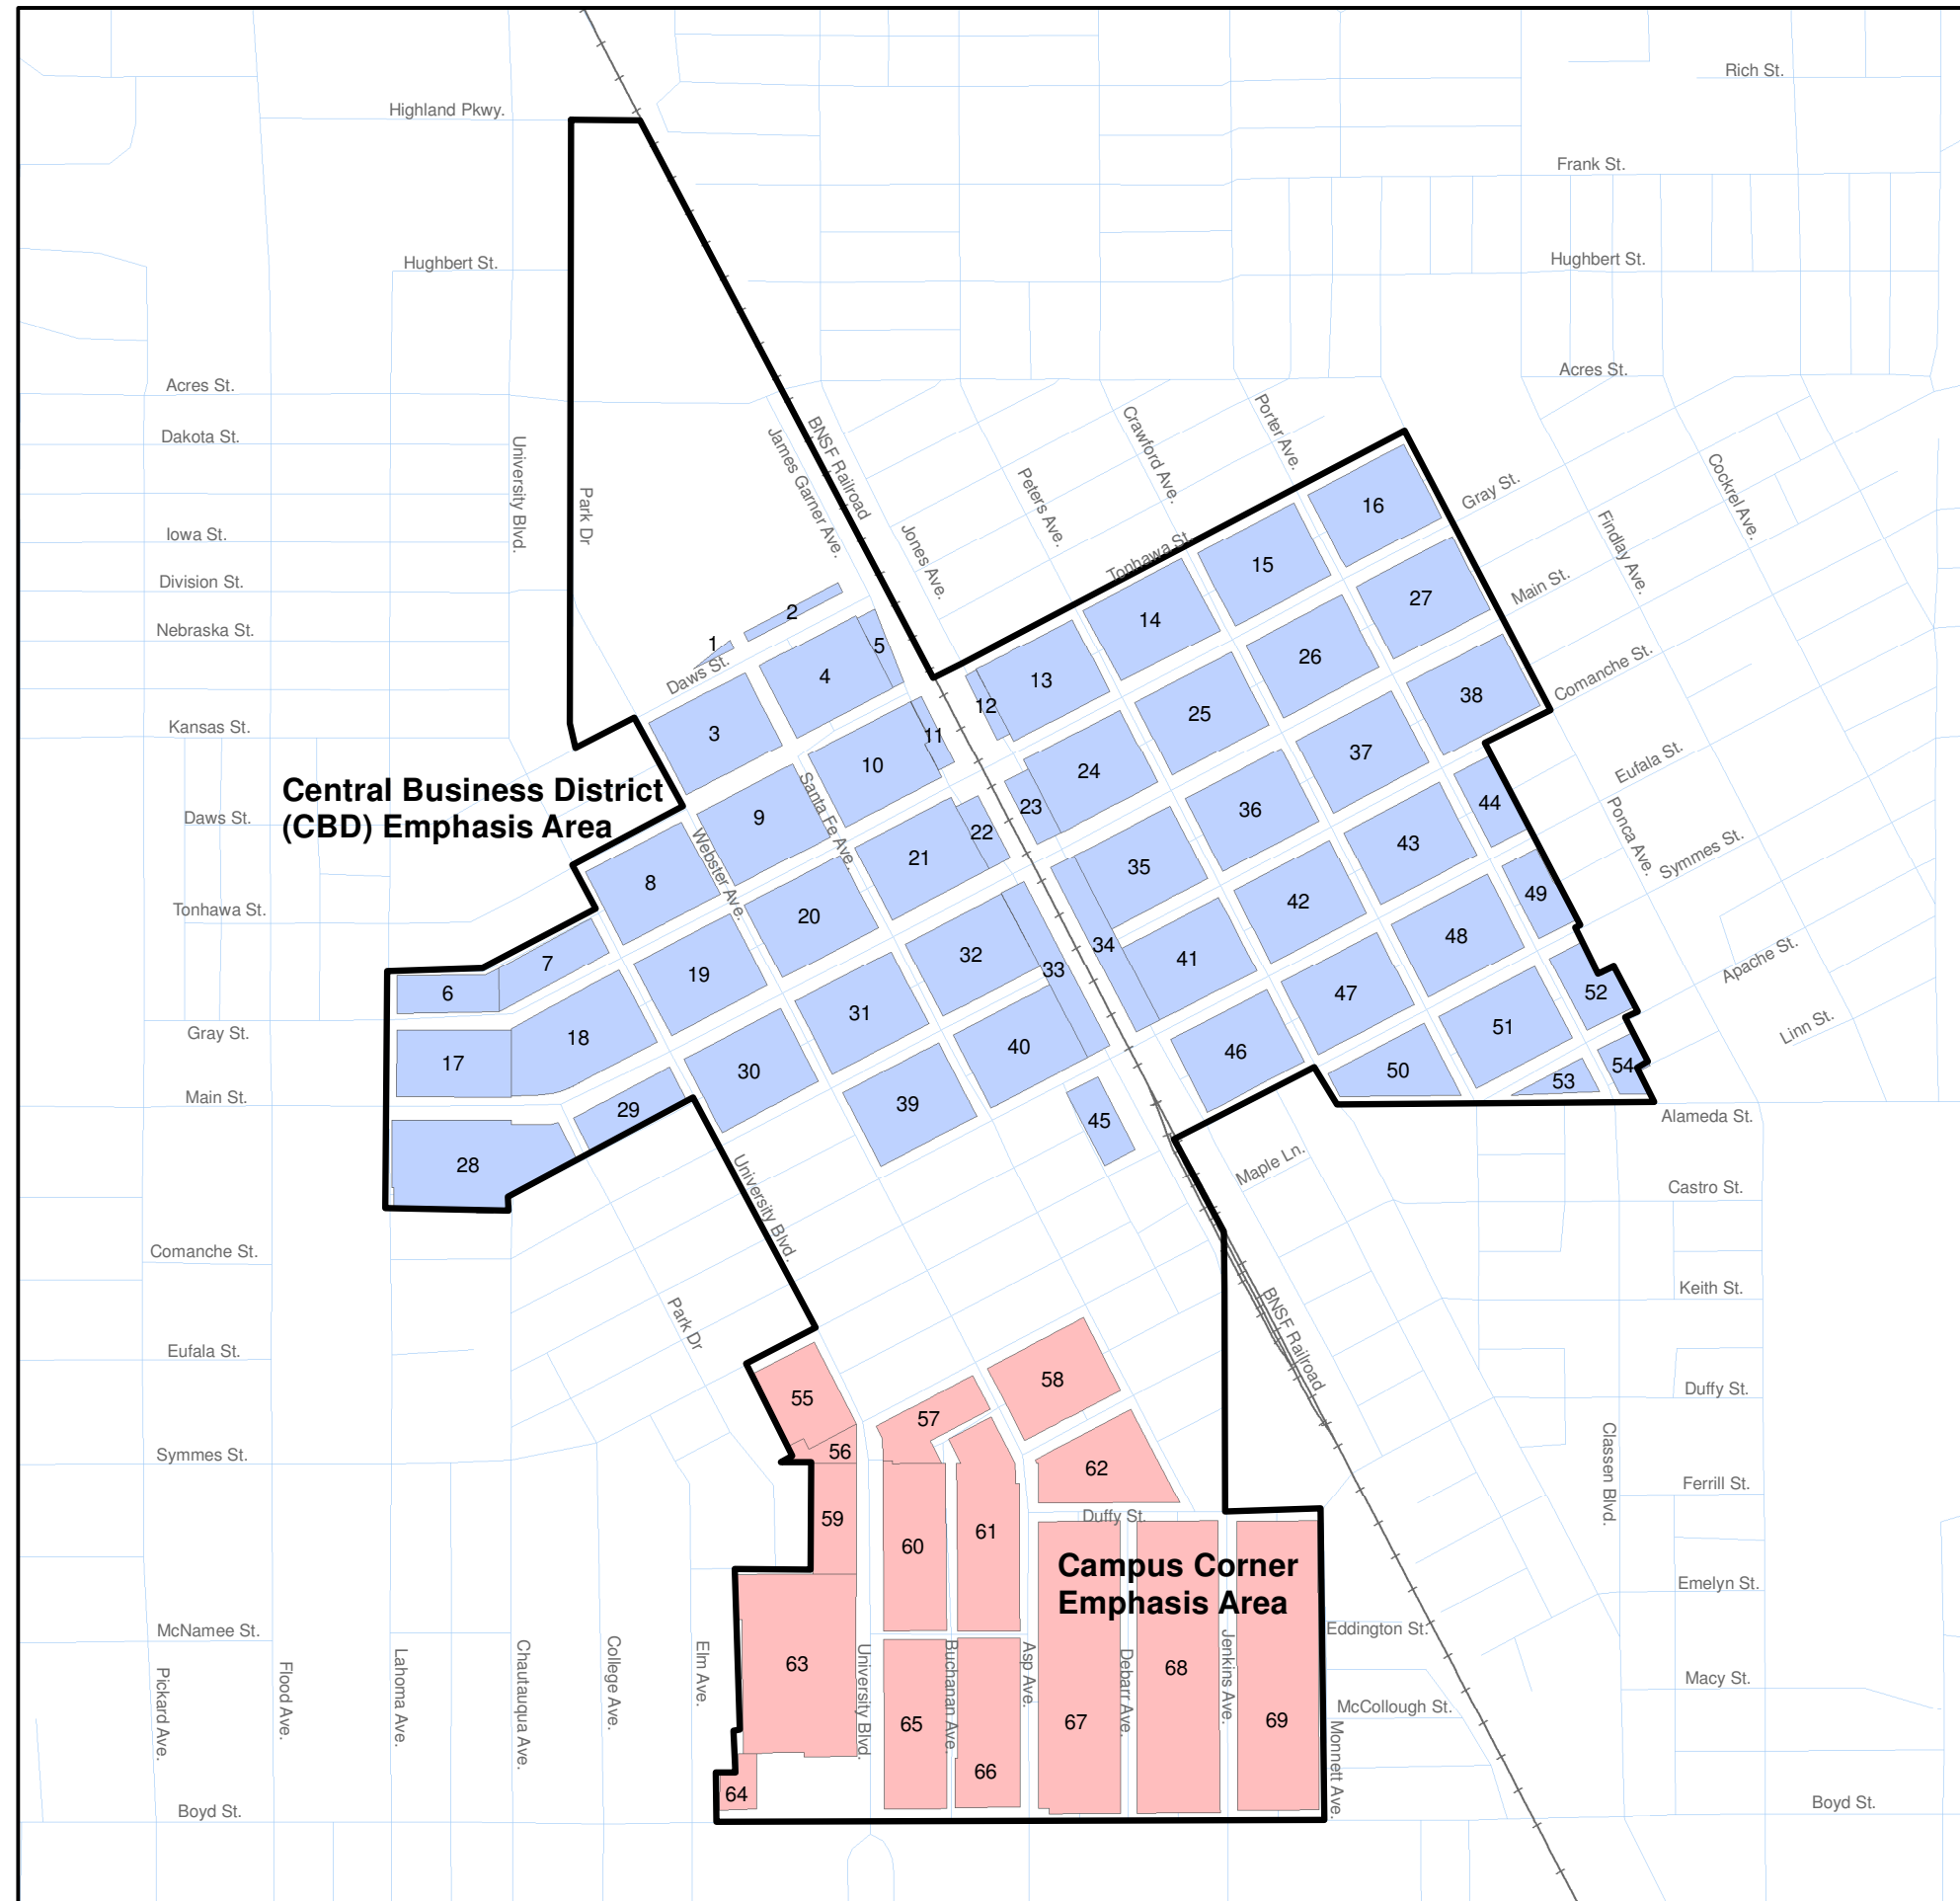 Rich St.
Highland Pkwy.
Frank St.
Hughbert St.
Hughbert St.
Acres St.
Acres St.
Dakota St.
University Blvd.
Park Dr
James Garner Ave.
BNSF Railroad
Jones Ave.
Peters Ave.
Crawford Ave.
Porter Ave.
Gray St.
Findlay Ave.
Cockrel Ave.
Iowa St.
Division St.
Nebraska St.
Tonhawa St.
Main St.
Comanche St.
16
15
27
14
2
1
5
4
3
Daws St.
12
13
26
38
25
Kansas St.
11
10
24
37
Eufala St.
Central Business District
(CBD) Emphasis Area
Daws St.
9
Santa Fe Ave.
23
36
44
Ponca Ave.
22
21
43
Symmes St.
8
Webster Ave.
35
Tonhawa St.
20
42
49
7
6
19
32
33
34
41
48
Apache St.
47
52
Gray St.
17
18
31
40
46
51
Linn St.
30
50
53
54
Main St.
29
39
45
Alameda St.
28
University Blvd.
Maple Ln.
Castro St.
Comanche St.
Keith St.
Park Dr
BNSF Railroad
Eufala St.
55
58
Duffy St.
57
Symmes St.
56
62
Classen Blvd.
Ferrill St.
59
60
61
Duffy St.
Campus Corner
Emphasis Area
Emelyn St.
McNamee St.
Eddington St.
63
68
Macy St.
Pickard Ave.
Flood Ave.
Lahoma Ave.
Chautauqua Ave.
College Ave.
Elm Ave.
University Blvd.
Buchanan Ave.
Asp Ave.
Debarr Ave.
Jenkins Ave.
McCollough St.
Monnett Ave.
65
67
69
66
64
Boyd St.
Boyd St.